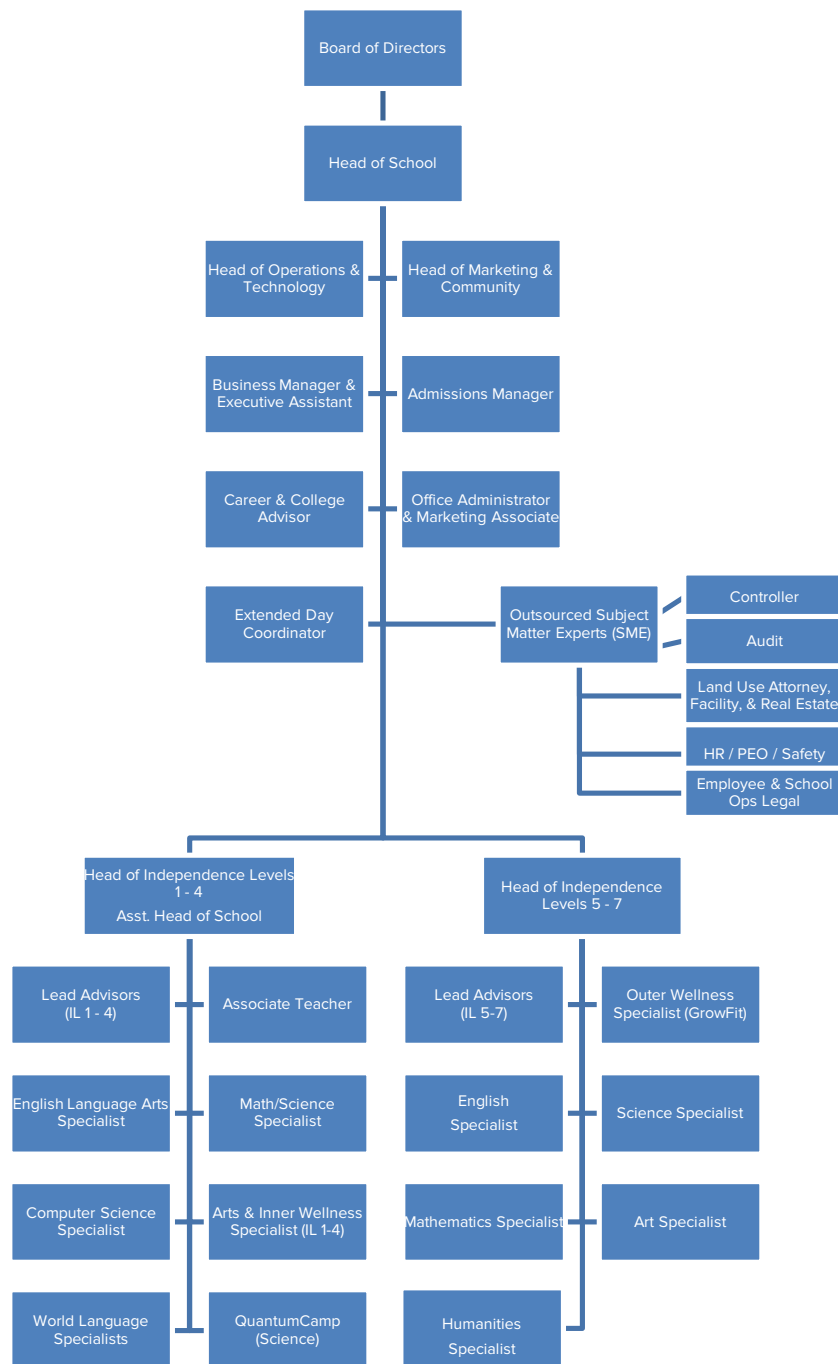 Board of Directors
Head of School
Head of Operations &
Technology
Head of Marketing &
Community
Business Manager &
Executive Assistant
Admissions Manager
Career & College
Advisor
Office Administrator
& Marketing Associate
Extended Day
Coordinator
Outsourced Subject
Matter Experts (SME)
Controller
Audit
Land Use Attorney,
Facility, & Real Estate
HR / PEO / Safety
Employee & School
Ops Legal
Head of Independence Levels
1 - 4
Asst. Head of School
Head of Independence
Levels 5 - 7
Lead Advisors
(IL 1 - 4)
Associate Teacher
Lead Advisors
(IL 5-7)
Outer Wellness
Specialist (GrowFit)
English Language Arts
Specialist
Math/Science
Specialist
English
Specialist
Science Specialist
Computer Science
Specialist
Arts & Inner Wellness
Specialist (IL 1-4)
Mathematics Specialist
Art Specialist
World Language
Specialists
QuantumCamp
(Science)
Humanities
Specialist